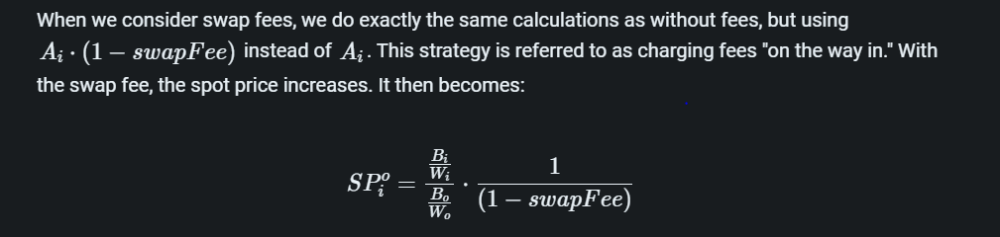 When we consider swap fees, we do exactly the same calculations as without fees, but using
A_i · (1 − swapFee) instead of A_i. This strategy is referred to as charging fees "on the way in." With
the swap fee, the spot price increases. It then becomes:
SP_i^o = \frac{\frac{B_i}{W_i}}{\frac{B_o}{W_o}} · \frac{1}{(1 − swapFee)}